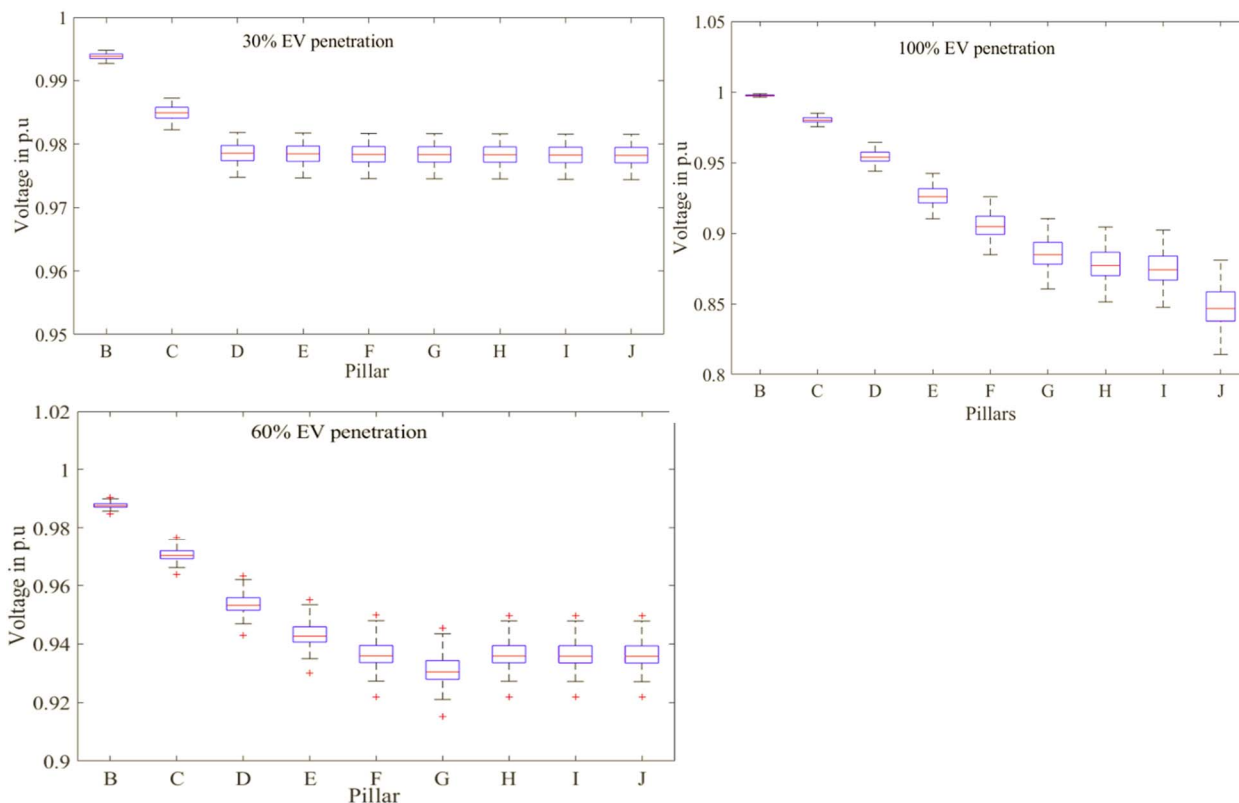 30% EV penetration
Voltage in p.u
1
0.99
0.98
0.97
0.96
0.95
B C D E F G H I J
Pillar
100% EV penetration
Voltage in p.u
1.05
1
0.95
0.9
0.85
0.8
B C D E F G H I J
Pillars
60% EV penetration
Voltage in p.u
1.02
1
0.98
0.96
0.94
0.92
0.9
B C D E F G H I J
Pillar